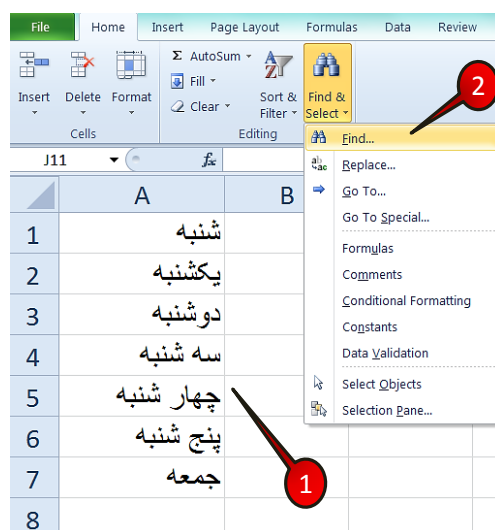 File Home Insert Page Layout Formulas Data Review
Σ AutoSum
Fill
Clear
Insert Delete Format
Sort & Filter
Find & Select
Cells Editing
J11 fx
Find...
Replace...
Go To...
Go To Special...
Formulas
Comments
Conditional Formatting
Constants
Data Validation
Select Objects
Selection Pane...
2
A B
1 شنبه
2 یکشنبه
3 دوشنبه
4 سه شنبه
5 چهار شنبه
6 پنج شنبه
7 جمعه
8
1